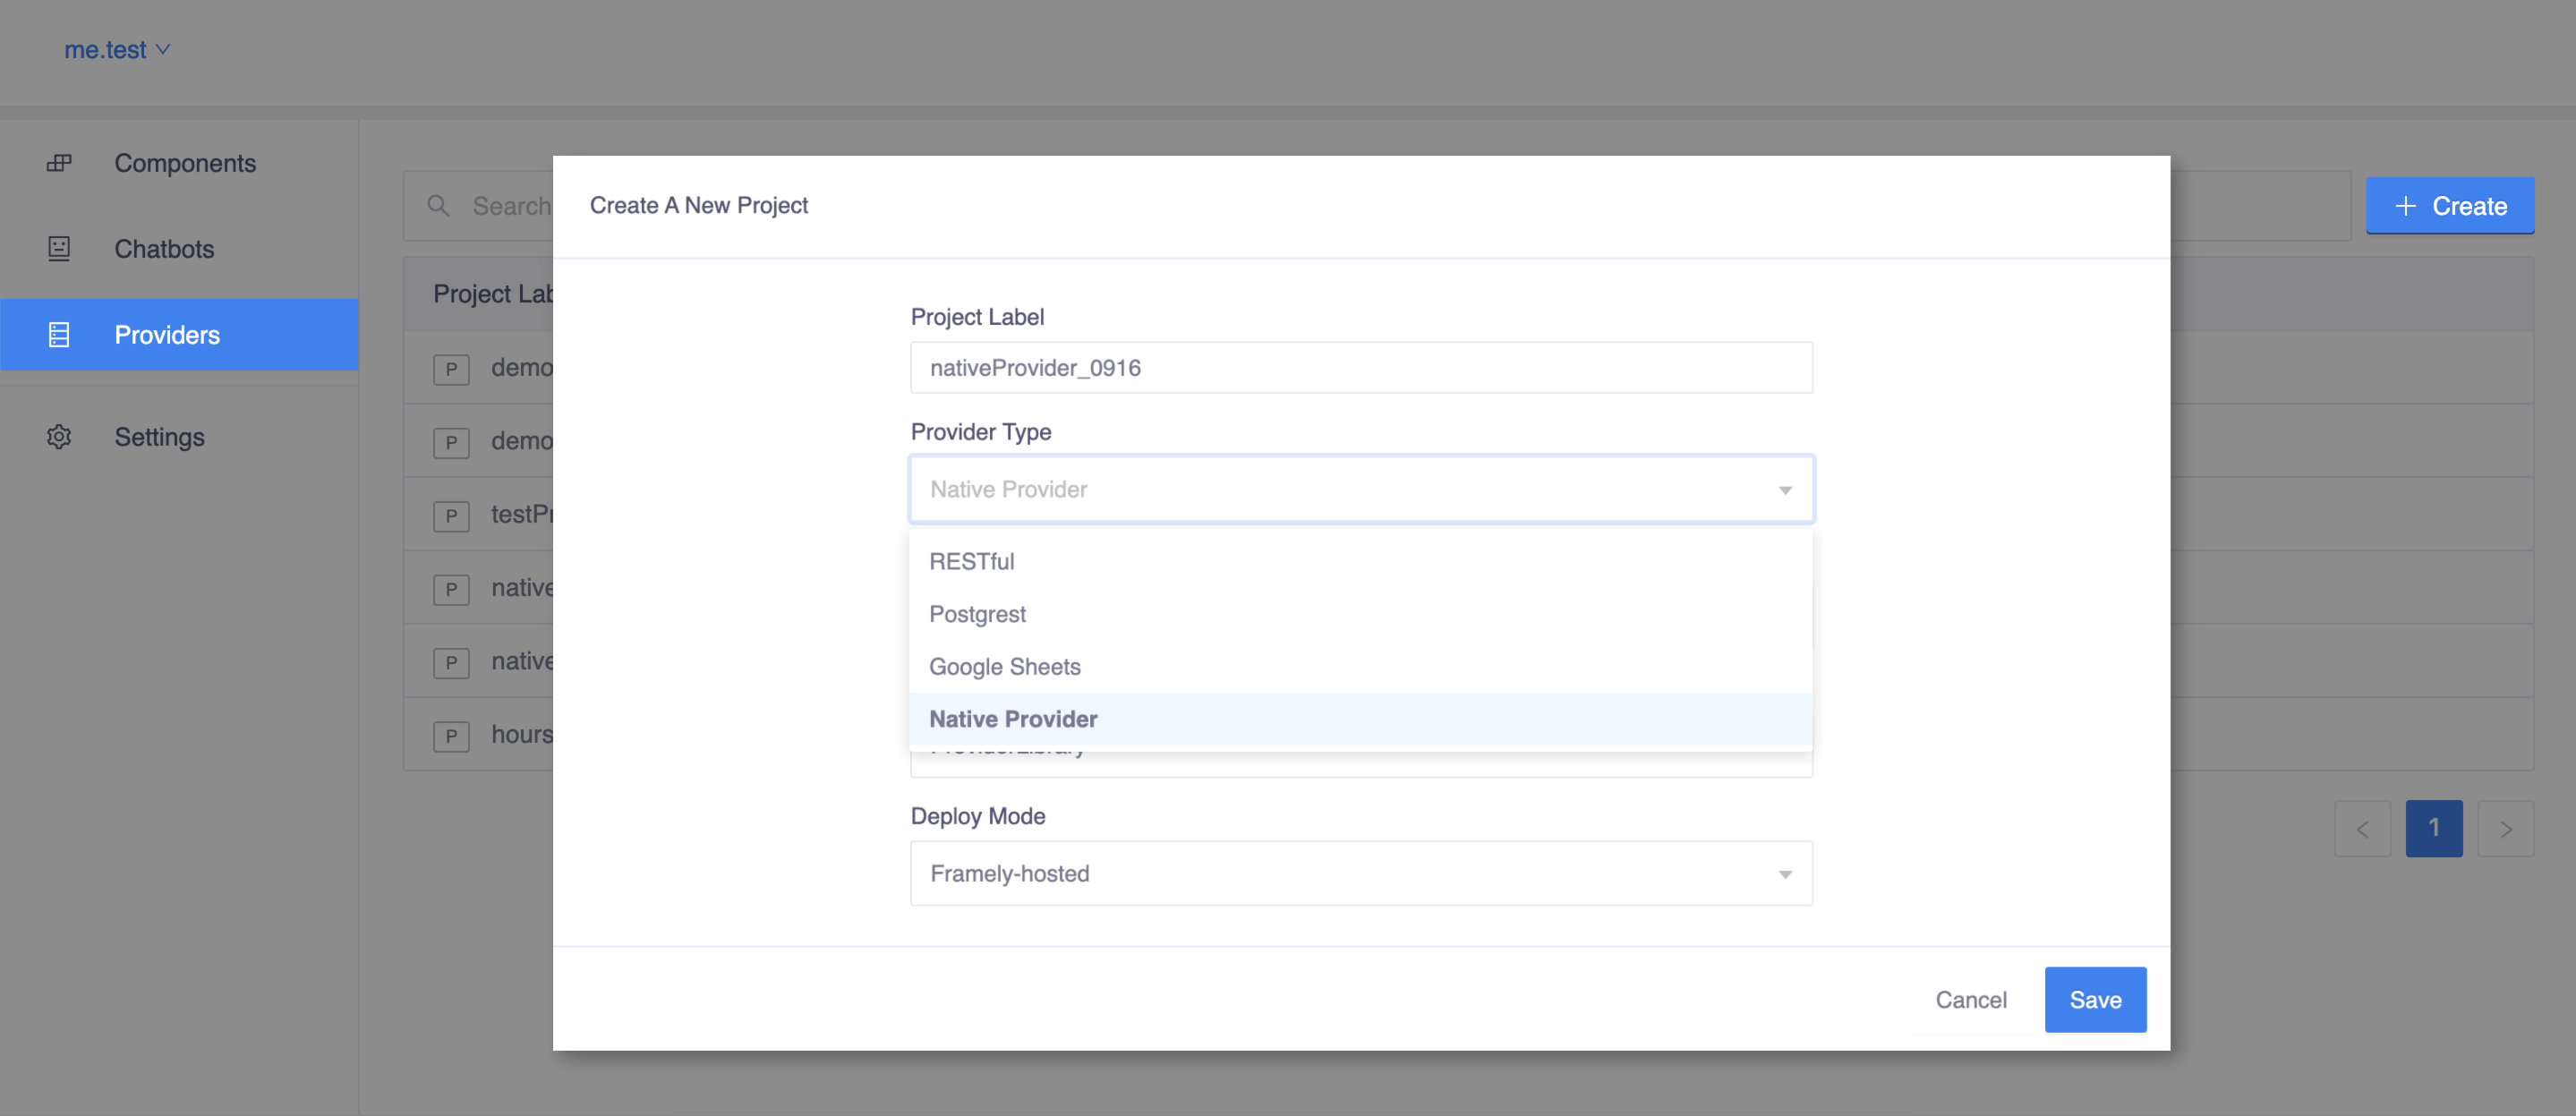 me.test
Components
Chatbots
Providers
Settings
Search
+ Create
Project Lab
P demo
P demo
P testPr
P native
P native
P hours
< 1 >
Create A New Project
Project Label
nativeProvider_0916
Provider Type
Native Provider
RESTful
Postgrest
Google Sheets
Native Provider
Deploy Mode
Framely-hosted
Cancel
Save